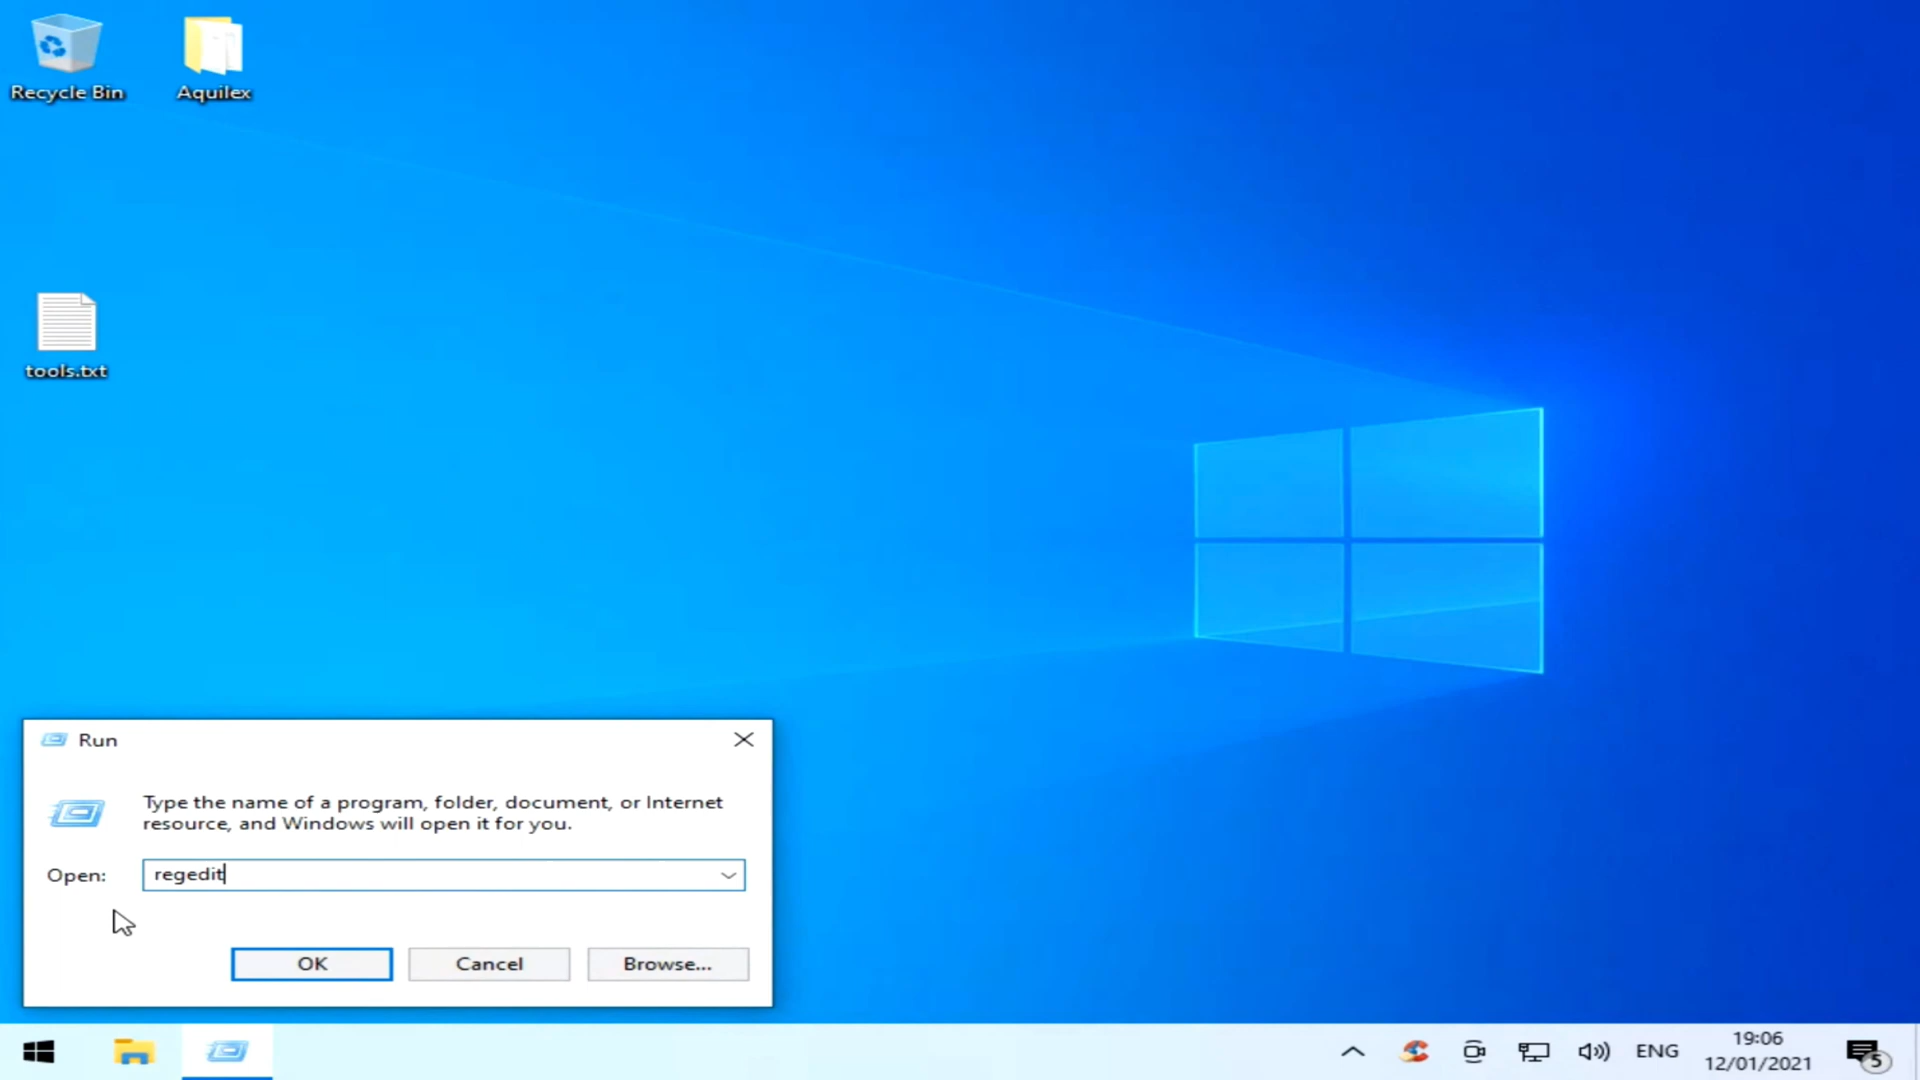 Recycle Bin
Aquilex
tools.txt
Run
Type the name of a program, folder, document, or Internet
resource, and Windows will open it for you.
Open:
regedit
OK
Cancel
Browse...
ENG
19:06
12/01/2021
5